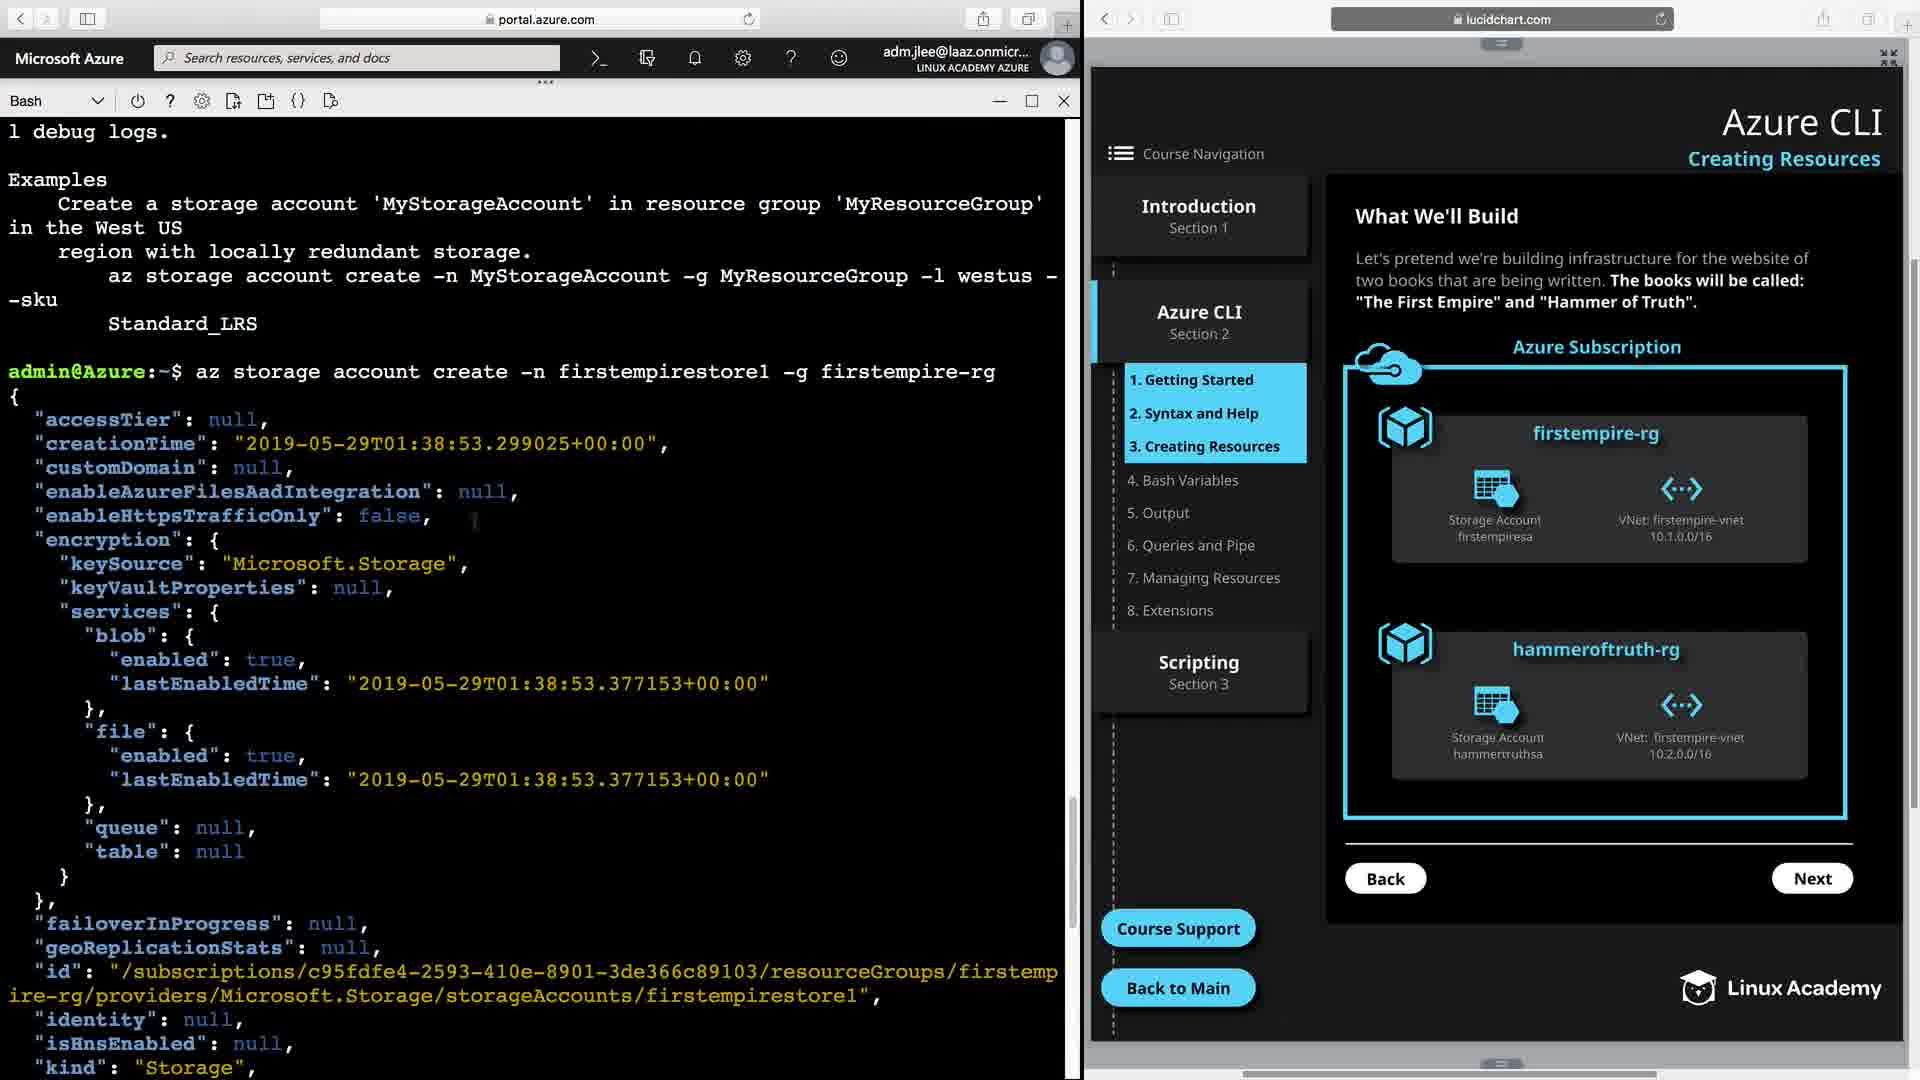 portal.azure.com
Microsoft Azure
Search resources, services, and docs
adm.jlee@laaz.onmicr...
LINUX ACADEMY AZURE
Bash
l debug logs.
Examples
Create a storage account 'MyStorageAccount' in resource group 'MyResourceGroup'
in the West US
region with locally redundant storage.
az storage account create -n MyStorageAccount -g MyResourceGroup -l westus -
-sku
Standard_LRS
admin@Azure:~$ az storage account create -n firstempirestore1 -g firstempire-rg
{
"accessTier": null,
"creationTime": "2019-05-29T01:38:53.299025+00:00",
"customDomain": null,
"enableAzureFilesAadIntegration": null,
"enableHttpsTrafficOnly": false,
"encryption": {
"keySource": "Microsoft.Storage",
"keyVaultProperties": null,
"services": {
"blob": {
"enabled": true,
"lastEnabledTime": "2019-05-29T01:38:53.377153+00:00"
},
"file": {
"enabled": true,
"lastEnabledTime": "2019-05-29T01:38:53.377153+00:00"
},
"queue": null,
"table": null
}
},
"failoverInProgress": null,
"geoReplicationStats": null,
"id": "/subscriptions/c95fdfe4-2593-410e-8901-3de366c89103/resourceGroups/firstemp
ire-rg/providers/Microsoft.Storage/storageAccounts/firstempirestore1",
"identity": null,
"isHnsEnabled": null,
"kind": "Storage",
lucidchart.com
Azure CLI
Creating Resources
Course Navigation
Introduction
Section 1
Azure CLI
Section 2
1. Getting Started
2. Syntax and Help
3. Creating Resources
4. Bash Variables
5. Output
6. Queries and Pipe
7. Managing Resources
8. Extensions
Scripting
Section 3
Course Support
Back to Main
What We'll Build
Let's pretend we're building infrastructure for the website of
two books that are being written. The books will be called:
"The First Empire" and "Hammer of Truth".
Azure Subscription
firstempire-rg
Storage Account
firstempiresa
VNet: firstempire-vnet
10.1.0.0/16
hammeroftruth-rg
Storage Account
hammertruthsa
VNet: firstempire-vnet
10.2.0.0/16
Back
Next
Linux Academy